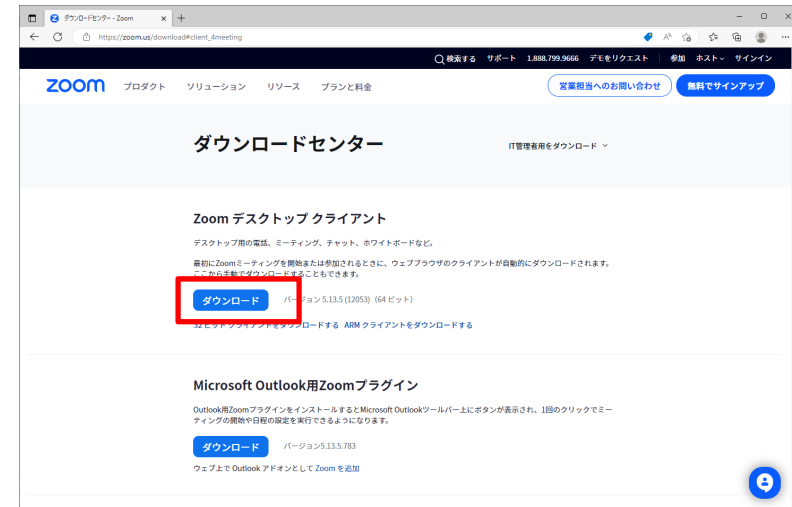 ダウンロードセンター - Zoom
https://zoom.us/download#client_4meeting
検索する サポート 1.888.799.9666 デモをリクエスト 参加 ホスト サインイン
zoom プロダクト ソリューション リソース プランと料金 営業担当へのお問い合わせ 無料でサインアップ
ダウンロードセンター IT管理者用をダウンロード
Zoom デスクトップ クライアント
デスクトップ用の電話、ミーティング、チャット、ホワイトボードなど。
最初にZoomミーティングを開始または参加されるときに、ウェブブラウザのクライアントが自動的にダウンロードされます。
ここから手動でダウンロードすることもできます。
ダウンロード バージョン 5.13.5 (12053) (64 ビット)
32 ビット クライアントをダウンロードする ARM クライアントをダウンロードする
Microsoft Outlook用Zoomプラグイン
Outlook用ZoomプラグインをインストールするとMicrosoft Outlookツールバー上にボタンが表示され、1回のクリックでミー
ティングの開始や日程の設定を実行できるようになります。
ダウンロード バージョン5.13.5.783
ウェブ上で Outlook アドオンとして Zoom を追加